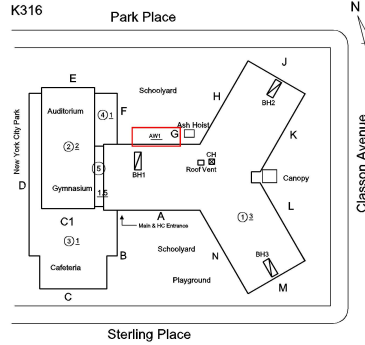 K316
Park Place
N
J
E
Schoolyard
H
BH2
Auditorium
④ 1
F
Ash Hoist
AW1
G
K
New York City Park
② 2
CH
Roof Vent
BH1
Canopy
Classon Avenue
⑤
D
Gymnasium
1.5
L
A
C1
Main & HC Entrance
① 3
③ 1
B
Schoolyard
N
BH3
Cafeteria
Playground
M
C
Sterling Place